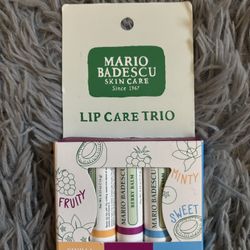 MARIO
BADESCU
SKIN CARE
Since 1967
LIP CARE TRIO
FRUITY
MINTY
SWEET
MARIO BADESCU
MARIO BADESCU
BERRY BALM
MARIO BADESCU